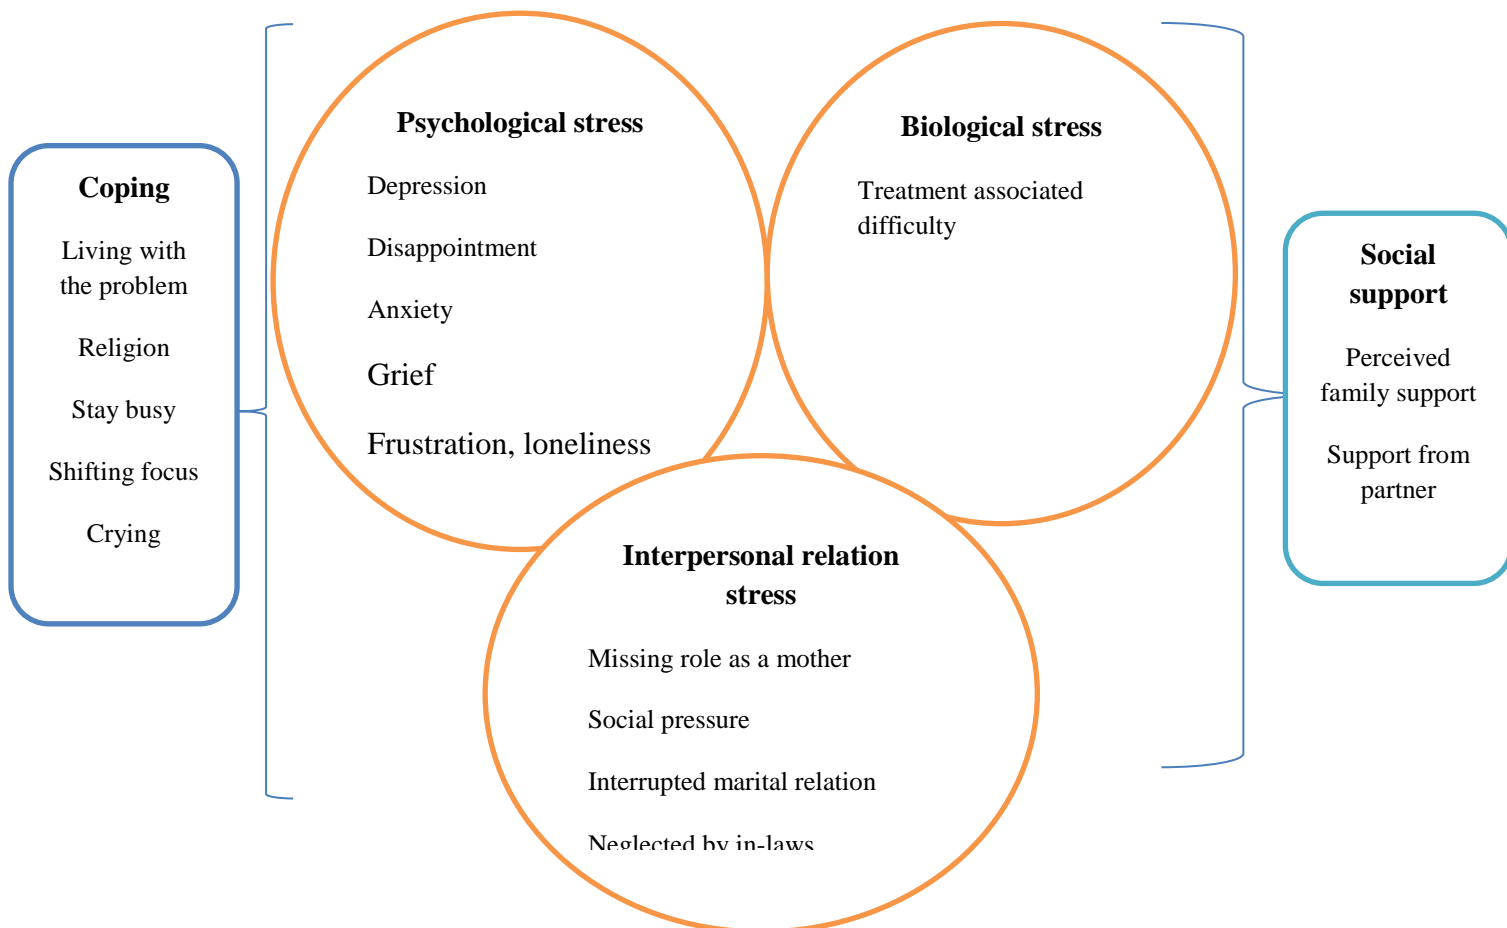 Coping
Living with
the problem
Religion
Stay busy
Shifting focus
Crying
Psychological stress
Depression
Disappointment
Anxiety
Grief
Frustration, loneliness
Biological stress
Treatment associated
difficulty
Interpersonal relation
stress
Missing role as a mother
Social pressure
Interrupted marital relation
Neglected by in-laws
Social
support
Perceived
family support
Support from
partner